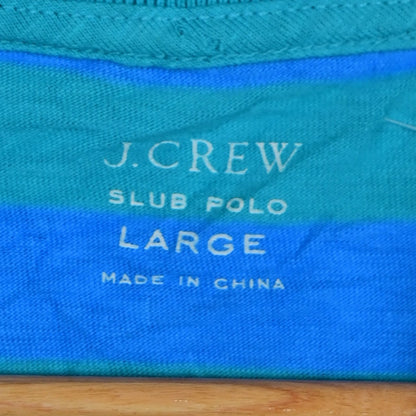 J.CREW
SLUB POLO
LARGE
MADE IN CHINA